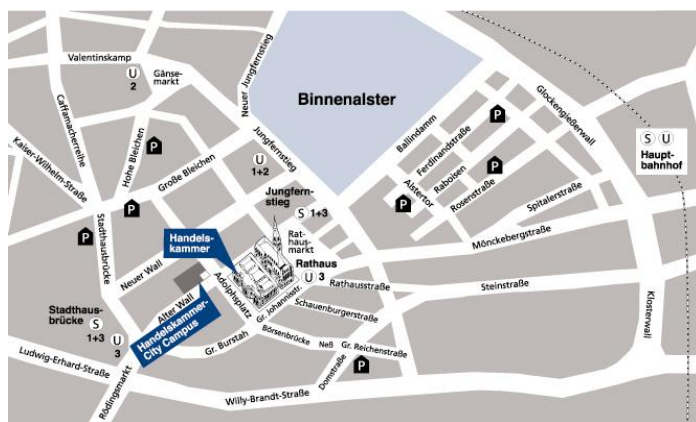 Valentinskamp
U
2
Gänse-
markt
Neuer Jungfernstieg
Binnenalster
Glockengießerwall
Caffamacherreihe
Kaiser-Wilhelm-Straße
Hohe Bleichen
P
Große Bleichen
Jungfernstieg
U
1+2
Ballindamm
Ferdinandstraße
P
Raboisen
P
Alstertor
Rosenstraße
P
S U
Haupt-
bahnhof
Spitalerstraße
Mönckebergstraße
Jungfern-
stieg
S 1+3
P
P
Stadthausbrücke
Handels-
kammer
Rat-
haus-
markt
Rathaus
U 3
Neuer Wall
Adolphsplatz
Alter Wall
Gr. Johannisstr.
Rathausstraße
Steinstraße
Schauenburgerstraße
Klosterwall
Stadthaus-
brücke
S
1+3
U
3
Handelskammer-
City Campus
Gr. Burstah
Börsenbrücke
Neß
Gr. Reichenstraße
Domstraße
P
Ludwig-Erhard-Straße
Rödingsmarkt
Willy-Brandt-Straße